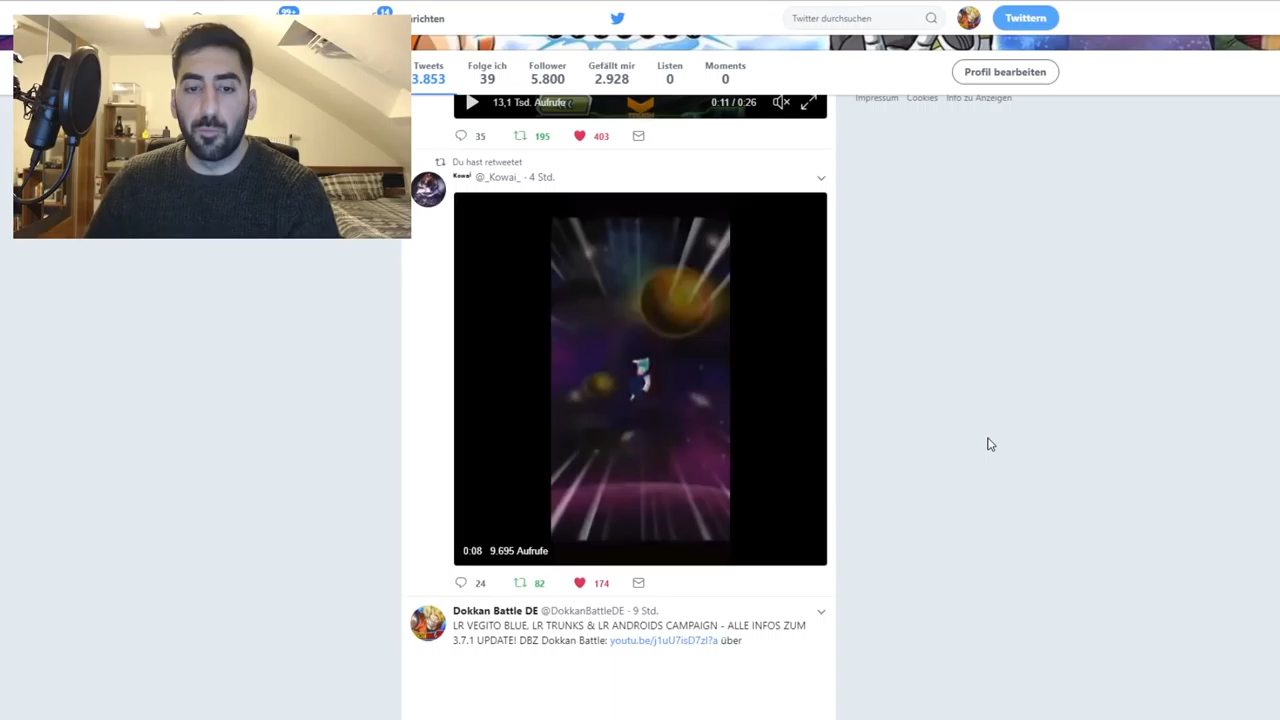 99+
14
Twitter durchsuchen
Twittern
Tweets
3.853
Folge ich
39
Follower
5.800
Gefällt mir
2.928
Listen
0
Moments
0
Profil bearbeiten
Impressum Cookies Info zu Anzeigen
13,1 Tsd. Aufrufe
0:11 / 0:26
35 195 403
Du hast retweetet
Kowai @_Kowai_ · 4 Std.
0:08 9.695 Aufrufe
24 82 174
Dokkan Battle DE @DokkanBattleDE · 9 Std.
LR VEGITO BLUE, LR TRUNKS & LR ANDROIDS CAMPAIGN - ALLE INFOS ZUM
3.7.1 UPDATE! DBZ Dokkan Battle: youtu.be/j1uU7isD7zI?a über